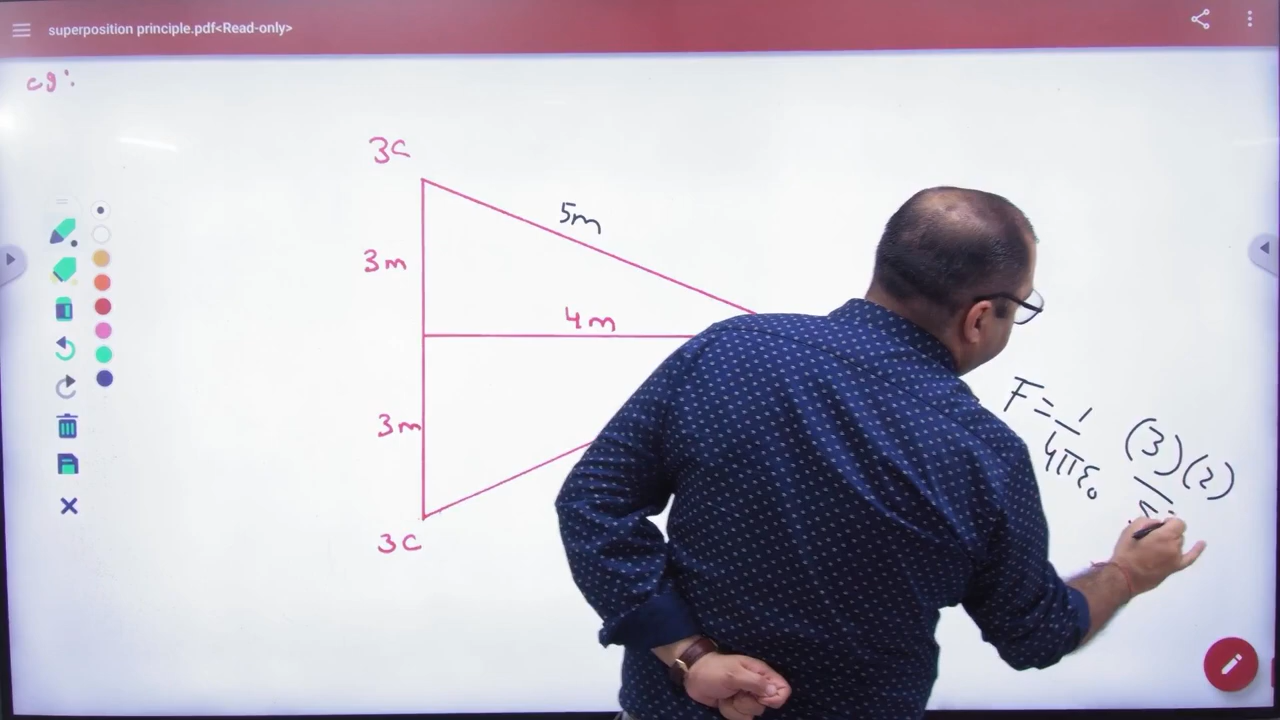 superposition principle.pdf<Read-only>
eg:
3C
5m
3m
4m
F = 1/4πε₀ (3)(2)
3m
3C